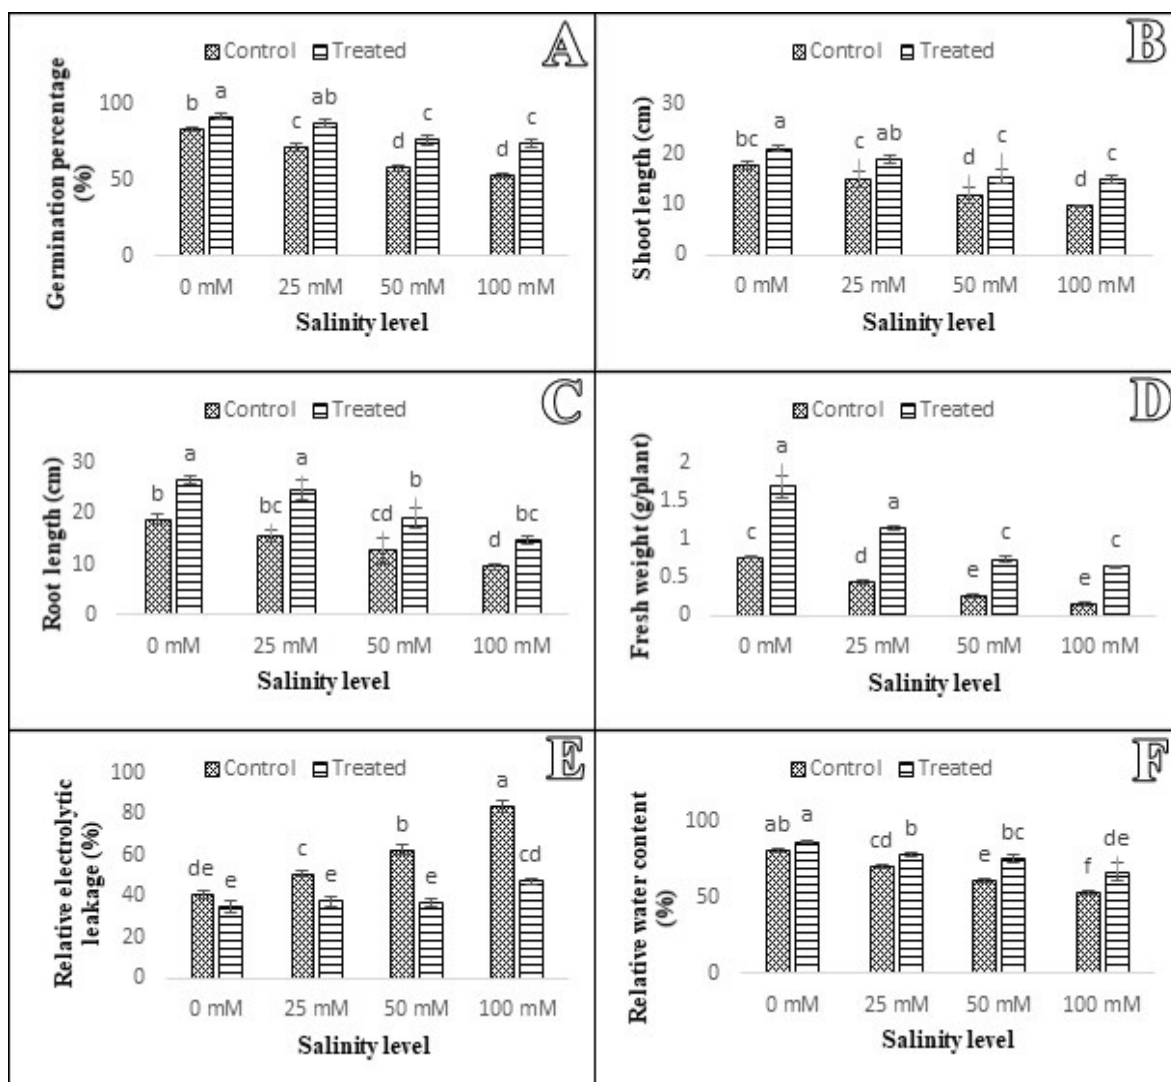 A
Control Treated
Germination percentage
(%)
100
50
0
b a c ab d c d c
0 mM 25 mM 50 mM 100 mM
Salinity level
B
Control Treated
Shoot length (cm)
30
20
10
0
bc a c ab d c d c
0 mM 25 mM 50 mM 100 mM
Salinity level
C
Control Treated
Root length (cm)
30
20
10
0
b a bc a cd b d bc
0 mM 25 mM 50 mM 100 mM
Salinity level
D
Control Treated
Fresh weight (g/plant)
2
1.5
1
0.5
0
c a d a e c e c
0 mM 25 mM 50 mM 100 mM
Salinity level
E
Control Treated
Relative electrolytic
leakage (%)
100
80
60
40
20
0
de e c e b e a cd
0 mM 25 mM 50 mM 100 mM
Salinity level
F
Control Treated
Relative water content
(%)
100
50
0
ab a cd b e bc f de
0 mM 25 mM 50 mM 100 mM
Salinity level